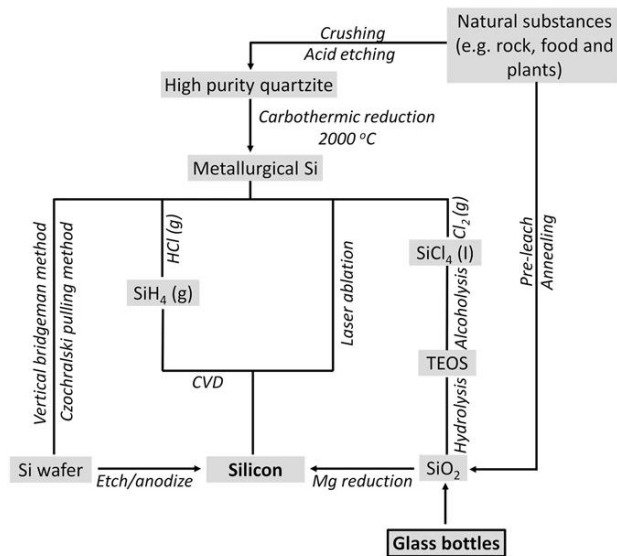 Natural substances
(e.g. rock, food and
plants)
Crushing
Acid etching
High purity quartzite
Carbothermic reduction
2000 °C
Metallurgical Si
Vertical bridgeman method
Czochralski pulling method
HCl (g)
SiH₄ (g)
CVD
Laser ablation
Cl₂ (g)
SiCl₄ (l)
Alcoholysis
TEOS
Hydrolysis
Pre-leach
Annealing
Si wafer
Etch/anodize
Silicon
Mg reduction
SiO₂
Glass bottles